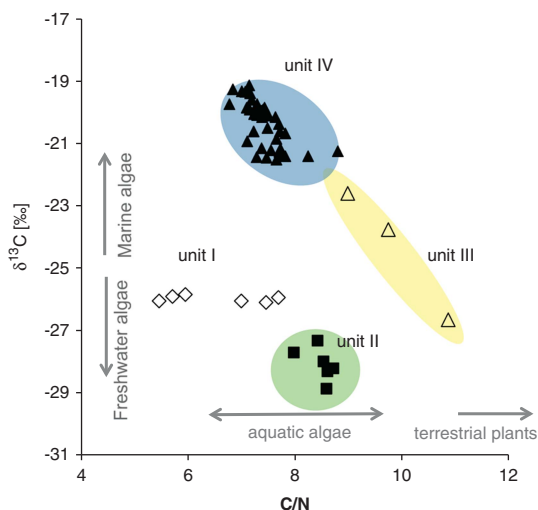 -17
-19
-21
-23
-25
-27
-29
-31
δ13C [‰]
Marine algae
Freshwater algae
unit IV
unit III
unit I
unit II
aquatic algae
terrestrial plants
4
6
8
10
12
C/N